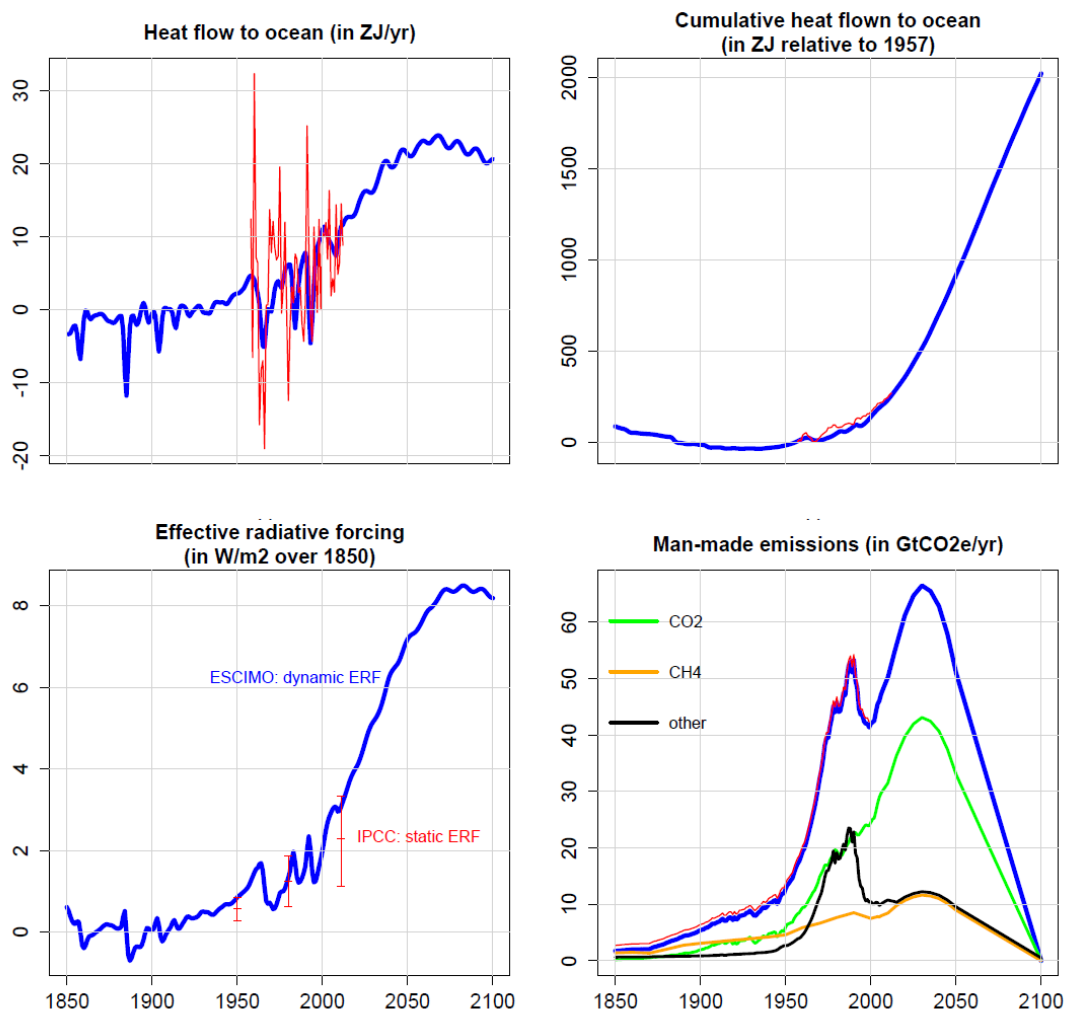 Heat flow to ocean (in ZJ/yr)
30
20
10
0
-10
-20
1850
Cumulative heat flown to ocean
(in ZJ relative to 1957)
2000
1500
1000
500
0
Effective radiative forcing
(in W/m2 over 1850)
8
6
4
2
0
ESCIMO: dynamic ERF
IPCC: static ERF
1850 1900 1950 2000 2050 2100
Man-made emissions (in GtCO2e/yr)
60
50
40
30
20
10
0
CO2
CH4
other
1850 1900 1950 2000 2050 2100